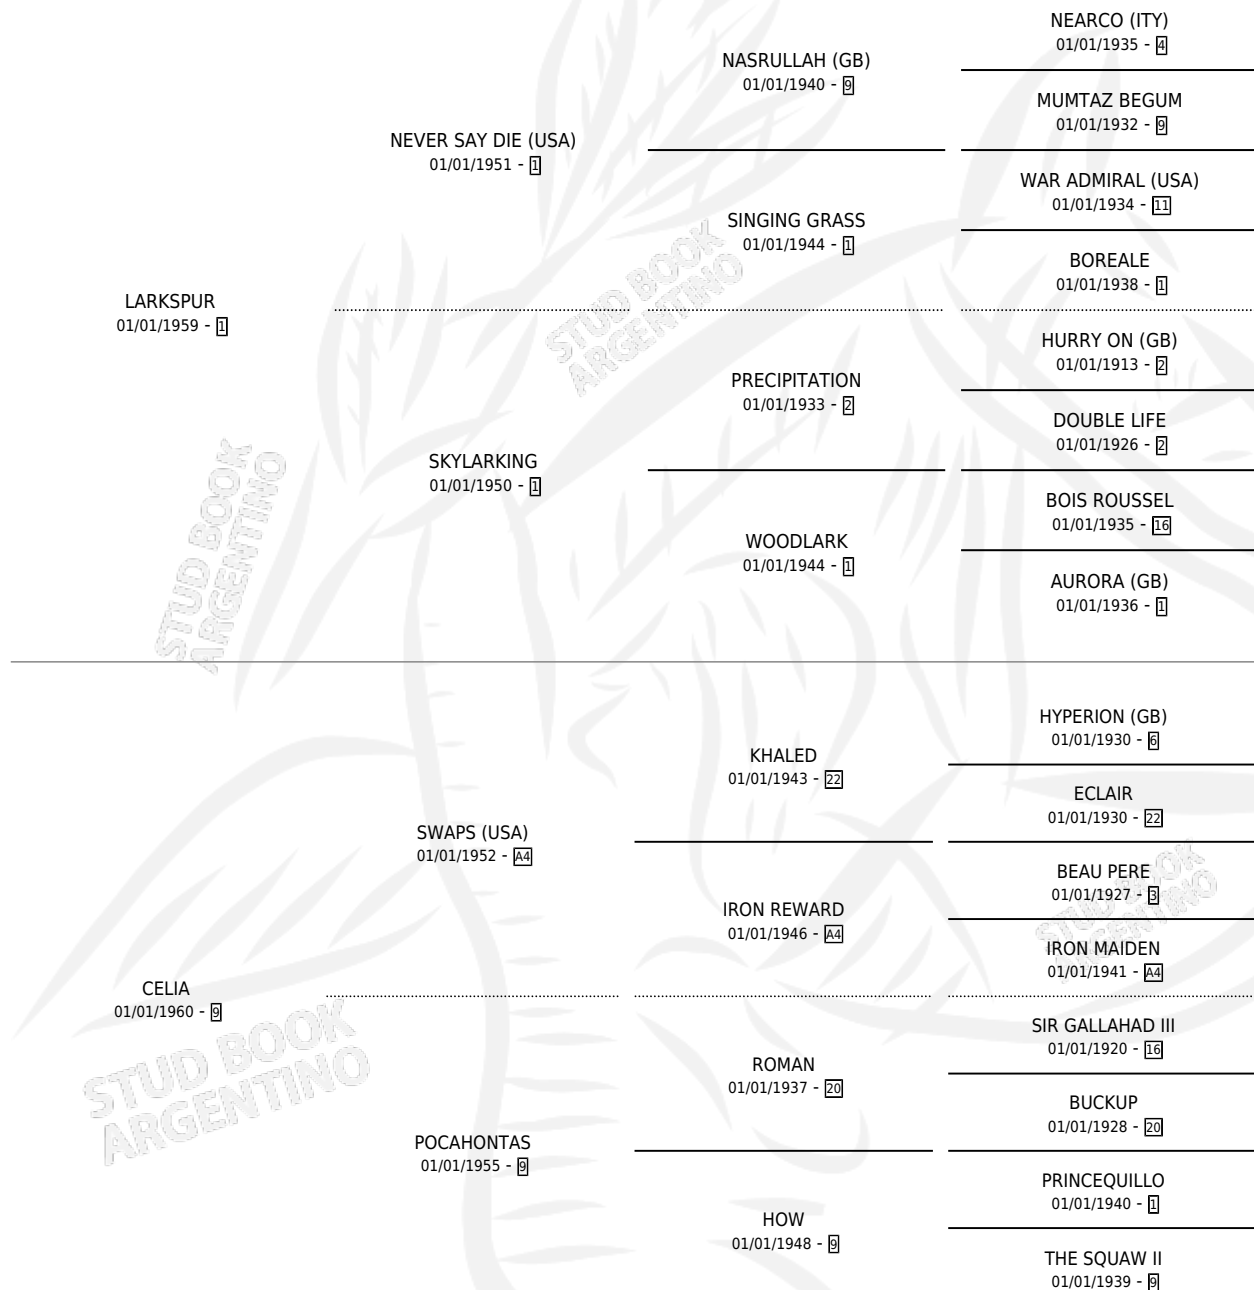 NEARCO (ITY)
01/01/1935 - 4
NASRULLAH (GB)
01/01/1940 - 9
MUMTAZ BEGUM
01/01/1932 - 9
NEVER SAY DIE (USA)
01/01/1951 - 1
WAR ADMIRAL (USA)
01/01/1934 - 11
SINGING GRASS
01/01/1944 - 1
BOREALE
01/01/1938 - 1
LARKSPUR
01/01/1959 - 1
STUD BOOK
ARGENTINO
HURRY ON (GB)
01/01/1913 - 2
PRECIPITATION
01/01/1933 - 2
DOUBLE LIFE
01/01/1926 - 2
SKYLARKING
01/01/1950 - 1
BOIS ROUSSEL
01/01/1935 - 16
WOODLARK
01/01/1944 - 1
AURORA (GB)
01/01/1936 - 1
STUD BOOK
ARGENTINO
HYPERION (GB)
01/01/1930 - 6
KHALED
01/01/1943 - 22
ECLAIR
01/01/1930 - 22
SWAPS (USA)
01/01/1952 - A4
BEAU PERE
01/01/1927 - 3
STUD BOOK
ARGENTINO
IRON REWARD
01/01/1946 - A4
IRON MAIDEN
01/01/1941 - A4
CELIA
01/01/1960 - 9
STUD BOOK
ARGENTINO
SIR GALLAHAD III
01/01/1920 - 16
ROMAN
01/01/1937 - 20
BUCKUP
01/01/1928 - 20
POCAHONTAS
01/01/1955 - 9
PRINCEQUILLO
01/01/1940 - 1
HOW
01/01/1948 - 9
THE SQUAW II
01/01/1939 - 9